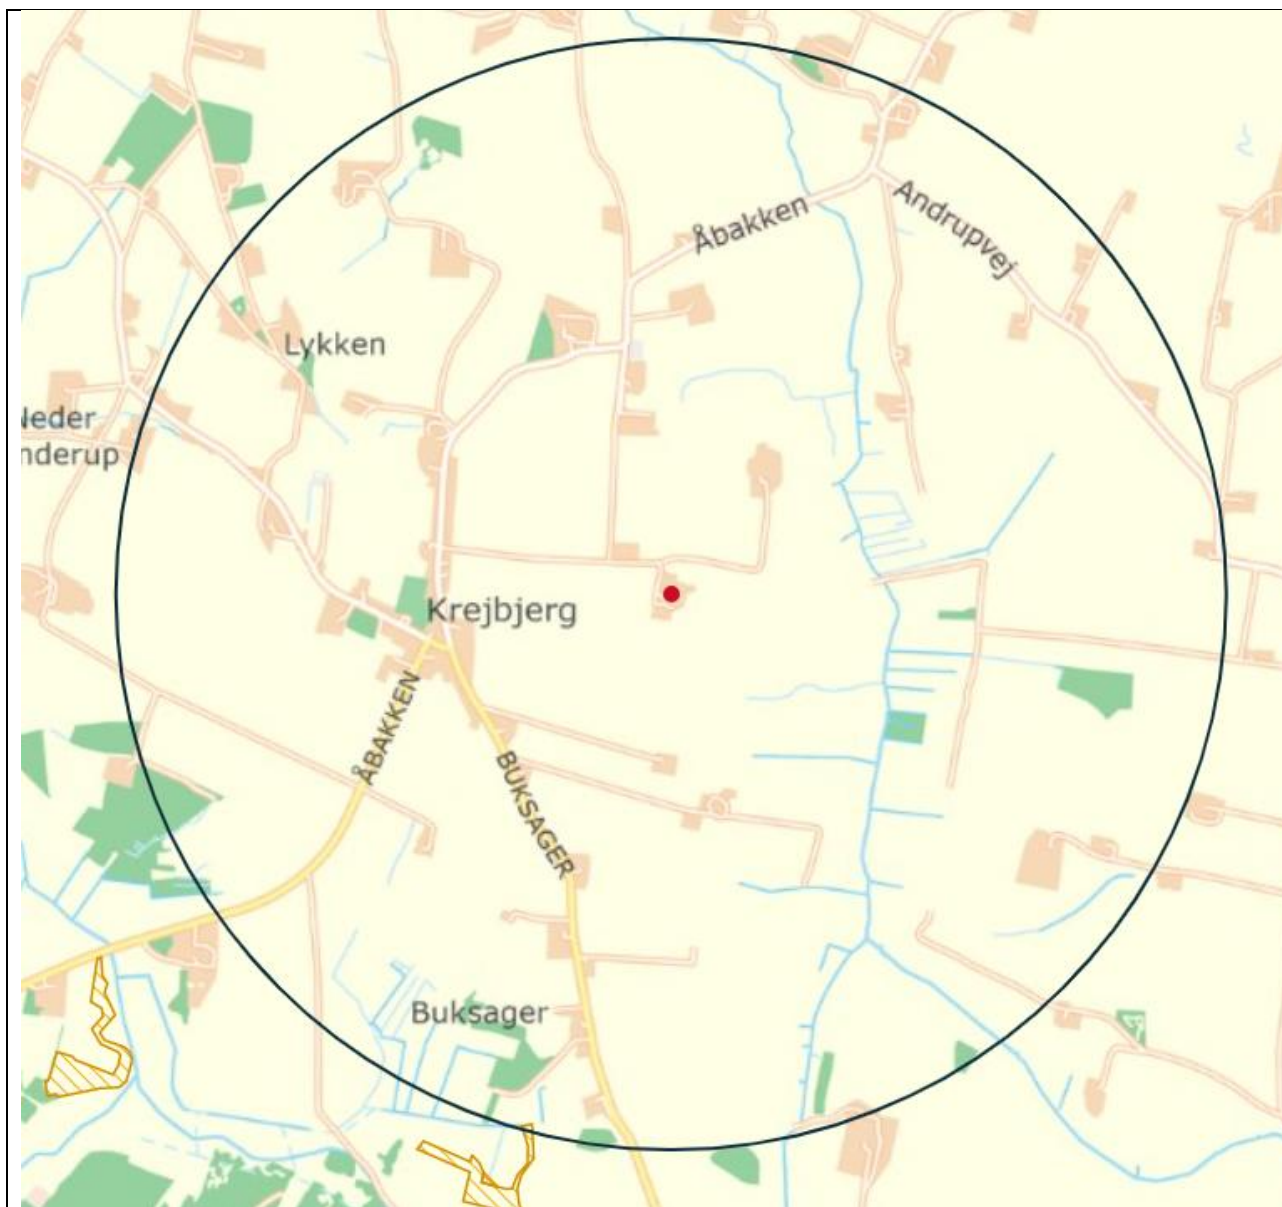 Åbakken
Andrupvej
Lykken
Neder
nderup
Krejbjerg
ÅBAKKEN
BUKSAGER
Buksager